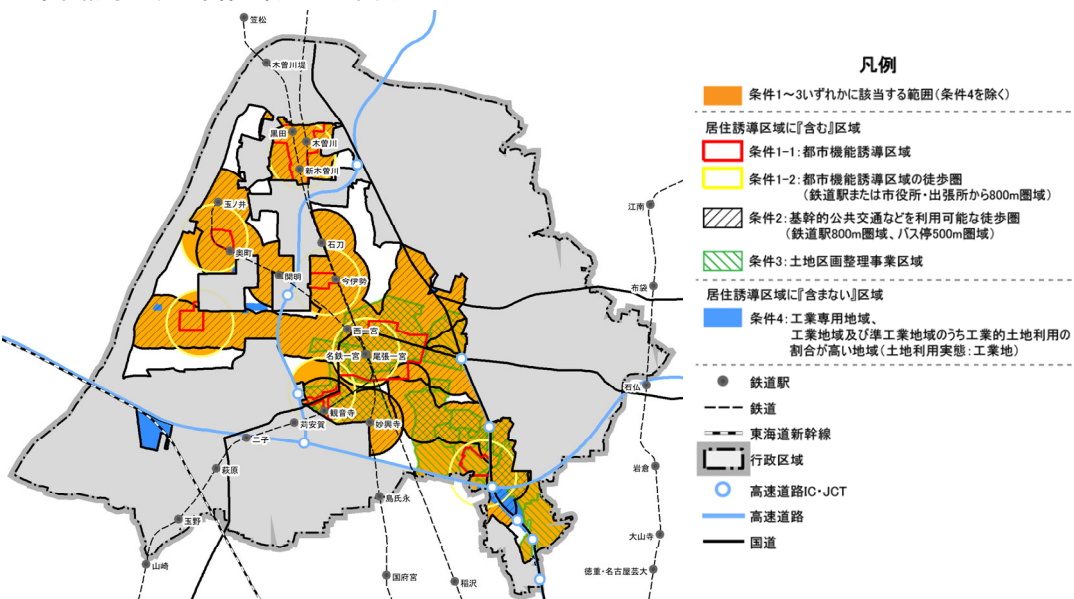 笠松
木曽川堤
黒田
木曽川
新木曽川
玉ノ井
石刀
奥町
開明
今伊勢
西一宮
名鉄一宮
尾張一宮
観音寺
妙興寺
苅安賀
二子
萩原
島氏永
玉野
山崎
国府宮
稲沢
江南
布袋
石仏
岩倉
大山寺
徳重・名古屋芸大
凡例
条件1~3いずれかに該当する範囲(条件4を除く)
居住誘導区域に『含む』区域
条件1-1:都市機能誘導区域
条件1-2:都市機能誘導区域の徒歩圏
(鉄道駅または市役所・出張所から800m圏域)
条件2:基幹的公共交通などを利用可能な徒歩圏
(鉄道駅800m圏域、バス停500m圏域)
条件3:土地区画整理事業区域
居住誘導区域に『含まない』区域
条件4:工業専用地域、
工業地域及び準工業地域のうち工業的土地利用の
割合が高い地域(土地利用実態:工業地)
鉄道駅
鉄道
東海道新幹線
行政区域
高速道路IC・JCT
高速道路
国道